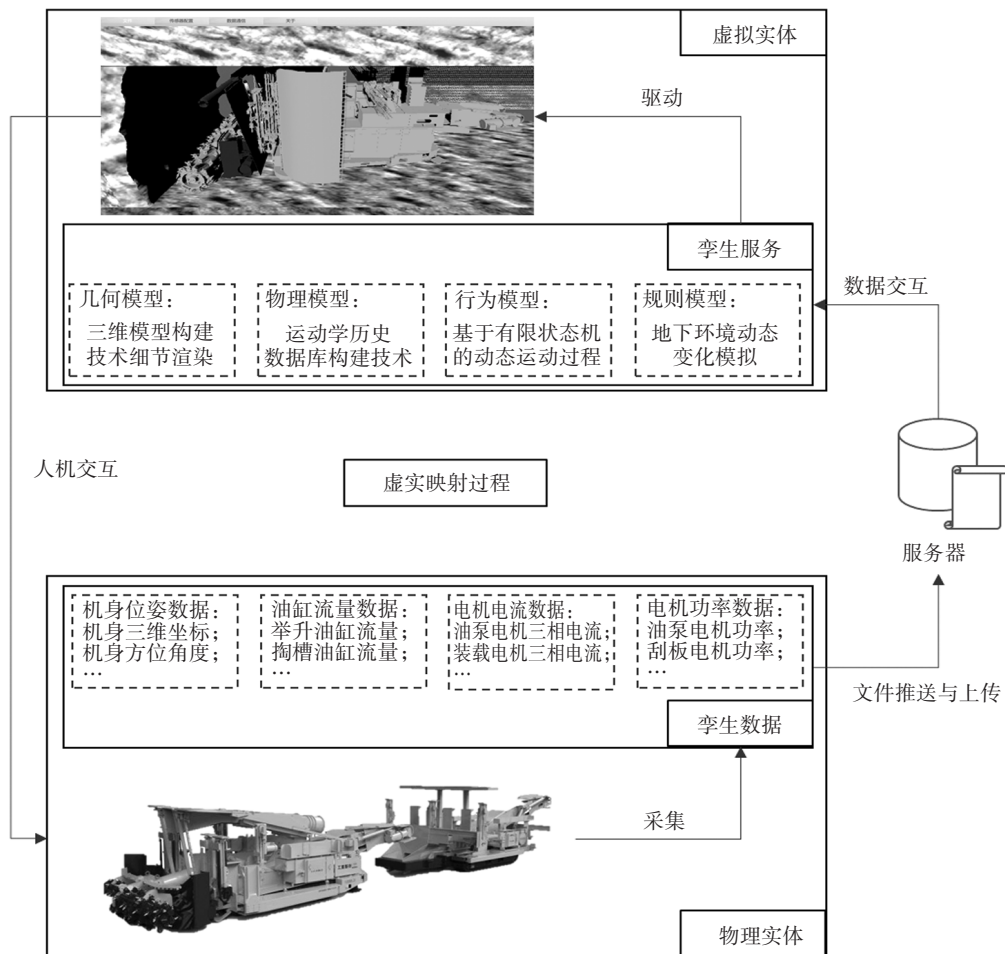 虚拟实体
驱动
孪生服务
几何模型：
三维模型构建
技术细节渲染
物理模型：
运动学历史
数据库构建技术
行为模型：
基于有限状态机
的动态运动过程
规则模型：
地下环境动态
变化模拟
数据交互
人机交互
虚实映射过程
服务器
机身位姿数据：
机身三维坐标；
机身方位角度；
…
油缸流量数据：
举升油缸流量；
掏槽油缸流量；
…
电机电流数据：
油泵电机三相电流；
装载电机三相电流；
…
电机功率数据：
油泵电机功率；
刮板电机功率；
…
文件推送与上传
孪生数据
采集
物理实体